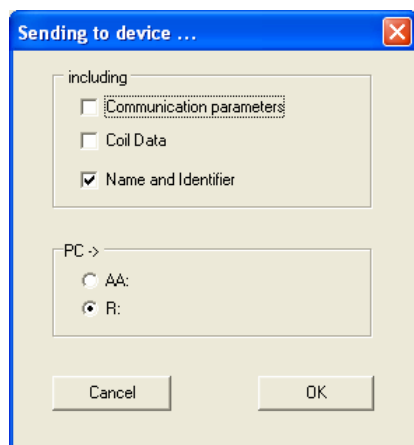 Sending to device ...
including
Communication parameters
Coil Data
Name and Identifier
PC ->
AA:
R:
Cancel OK